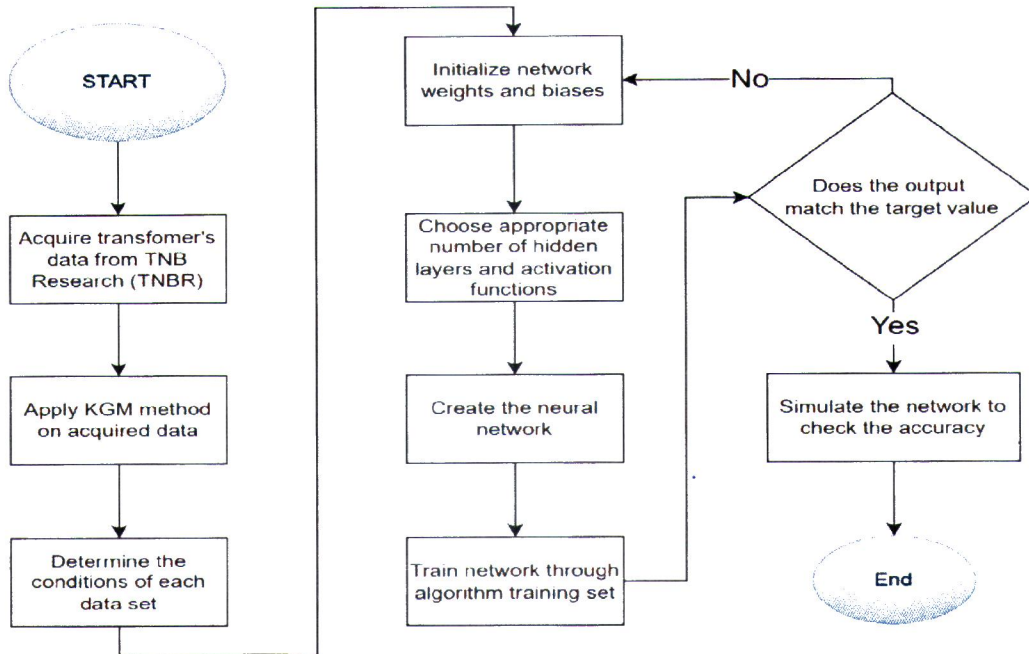 START
Acquire transfomer's
data from TNB
Research (TNBR)
Apply KGM method
on acquired data
Determine the
conditions of each
data set
Initialize network
weights and biases
Choose appropriate
number of hidden
layers and activation
functions
Create the neural
network
Train network through
algorithm training set
No
Does the output
match the target value
Yes
Simulate the network to
check the accuracy
End